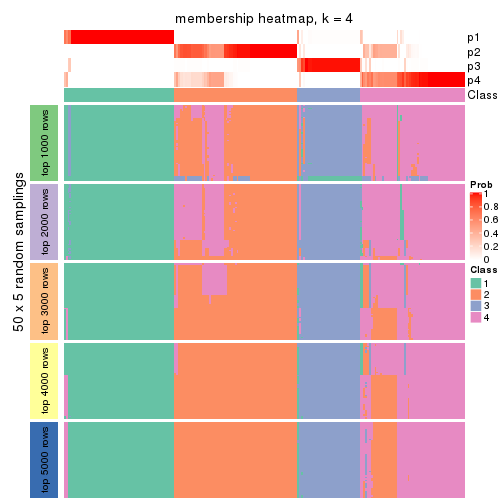 membership heatmap, k = 4
p1
p2
p3
p4
Class
50 x 5 random samplings
top 1000 rows
top 2000 rows
top 3000 rows
top 4000 rows
top 5000 rows
Prob
1
0.8
0.6
0.4
0.2
0
Class
1
2
3
4